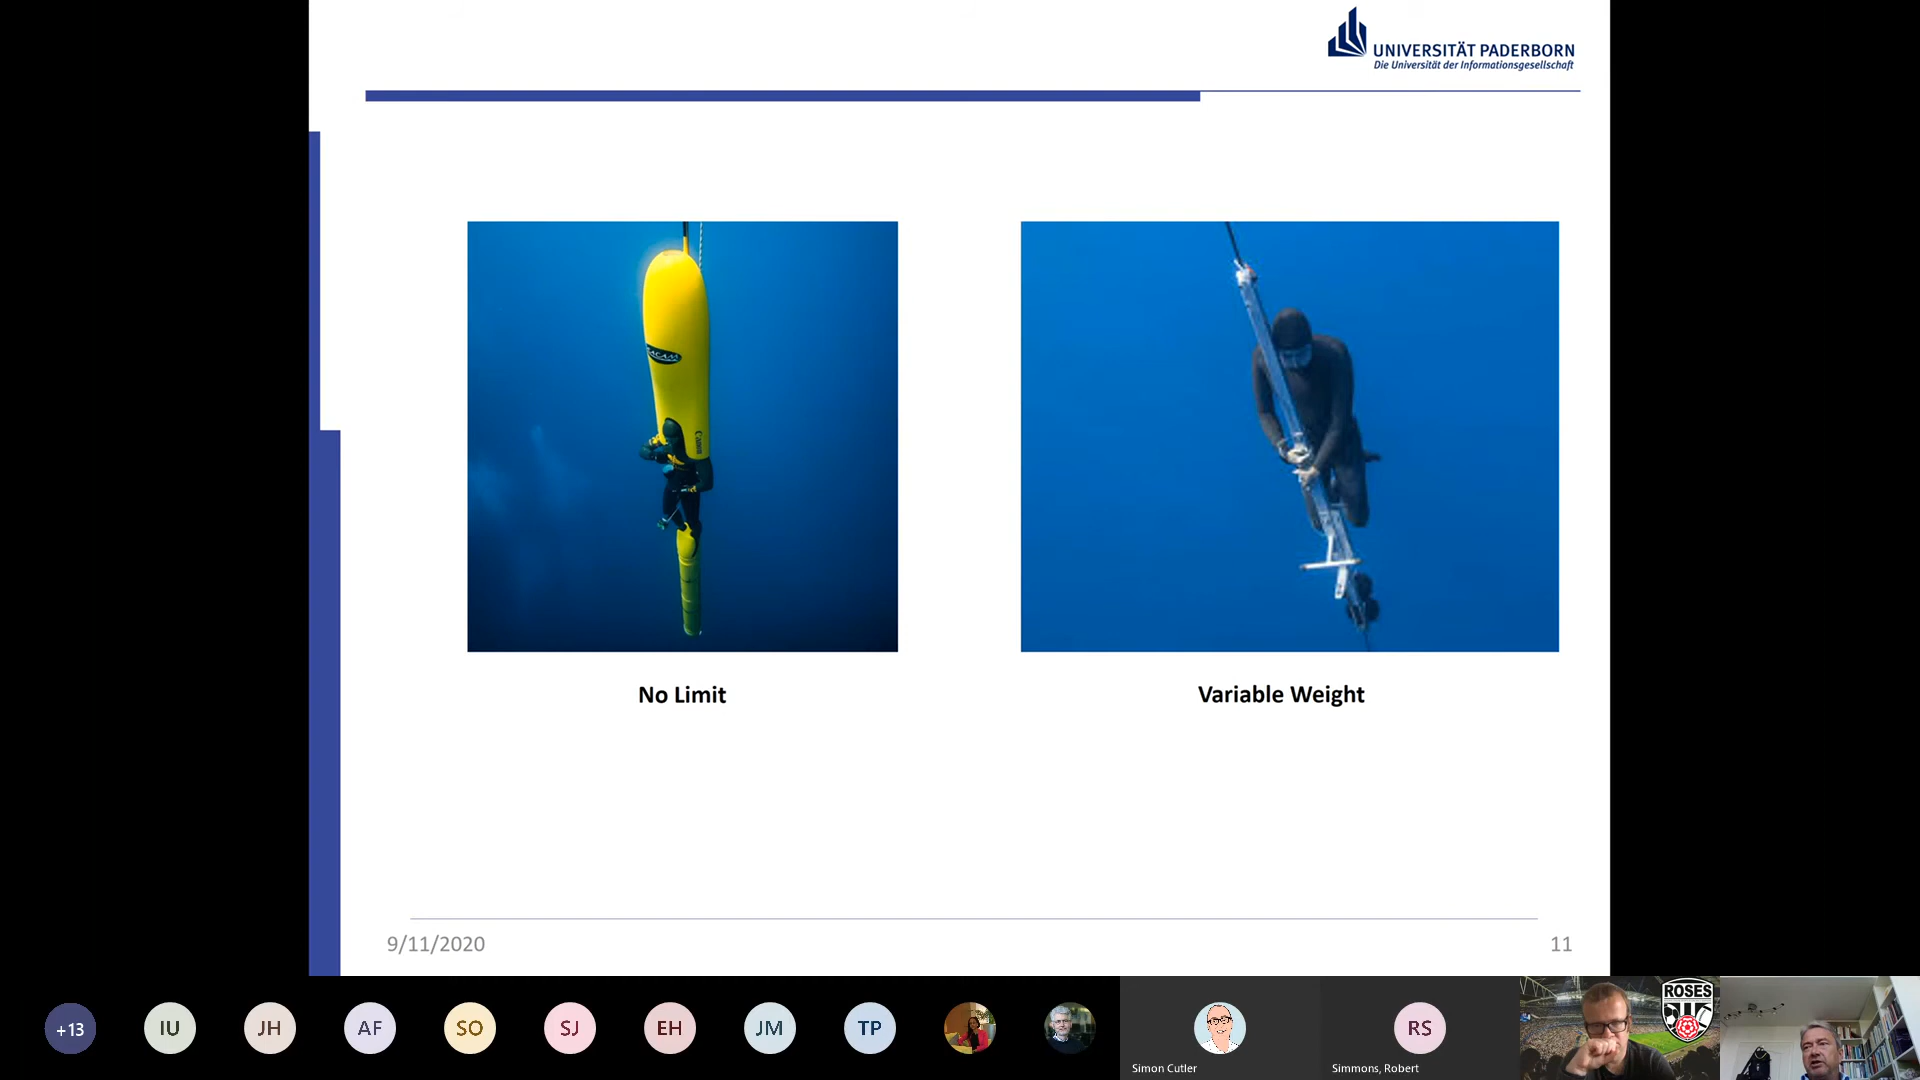 UNIVERSITÄT PADERBORN
Die Universität der Informationsgesellschaft
Canon
No Limit
Variable Weight
9/11/2020
11
+13
IU
JH
AF
SO
SJ
EH
JM
TP
Simon Cutler
RS
Simmons, Robert
ROSES